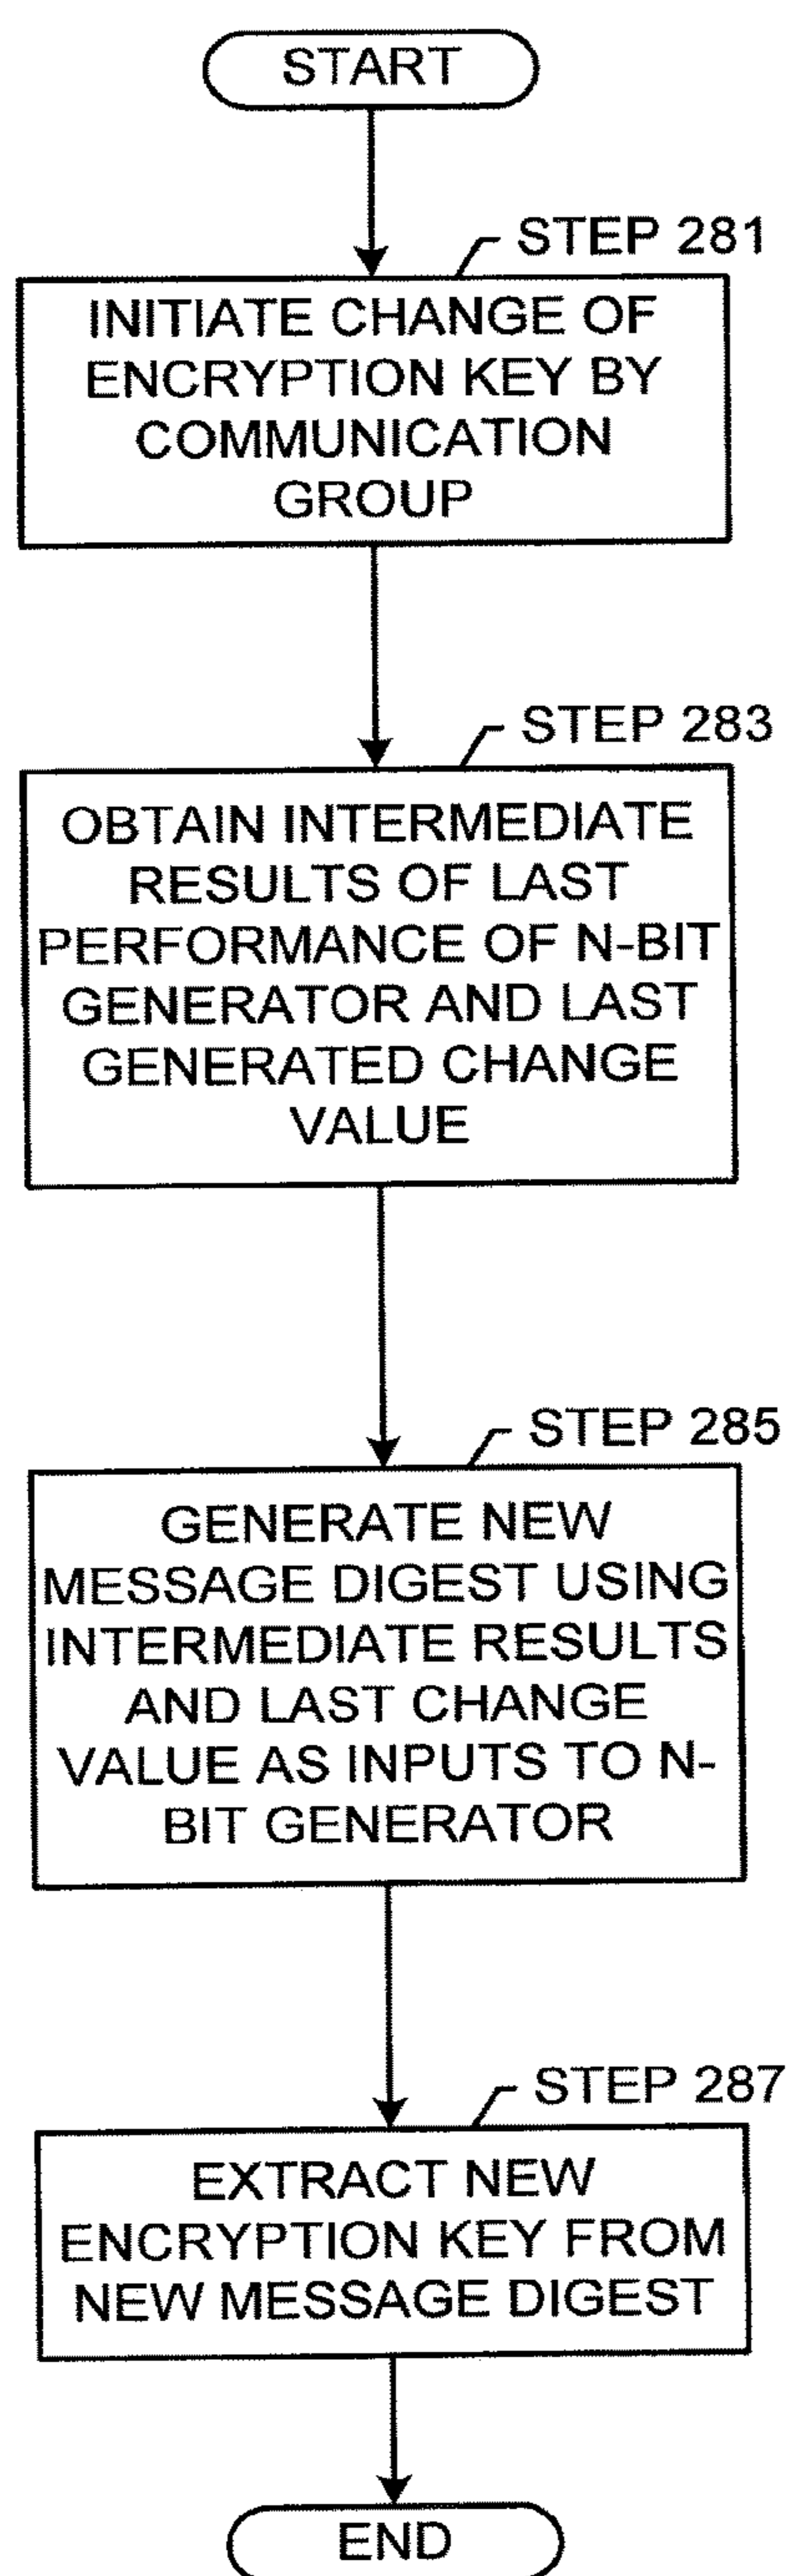 START
STEP 281
INITIATE CHANGE OF
ENCRYPTION KEY BY
COMMUNICATION
GROUP
STEP 283
OBTAIN INTERMEDIATE
RESULTS OF LAST
PERFORMANCE OF N-BIT
GENERATOR AND LAST
GENERATED CHANGE
VALUE
STEP 285
GENERATE NEW
MESSAGE DIGEST USING
INTERMEDIATE RESULTS
AND LAST CHANGE
VALUE AS INPUTS TO N-
BIT GENERATOR
STEP 287
EXTRACT NEW
ENCRYPTION KEY FROM
NEW MESSAGE DIGEST
END